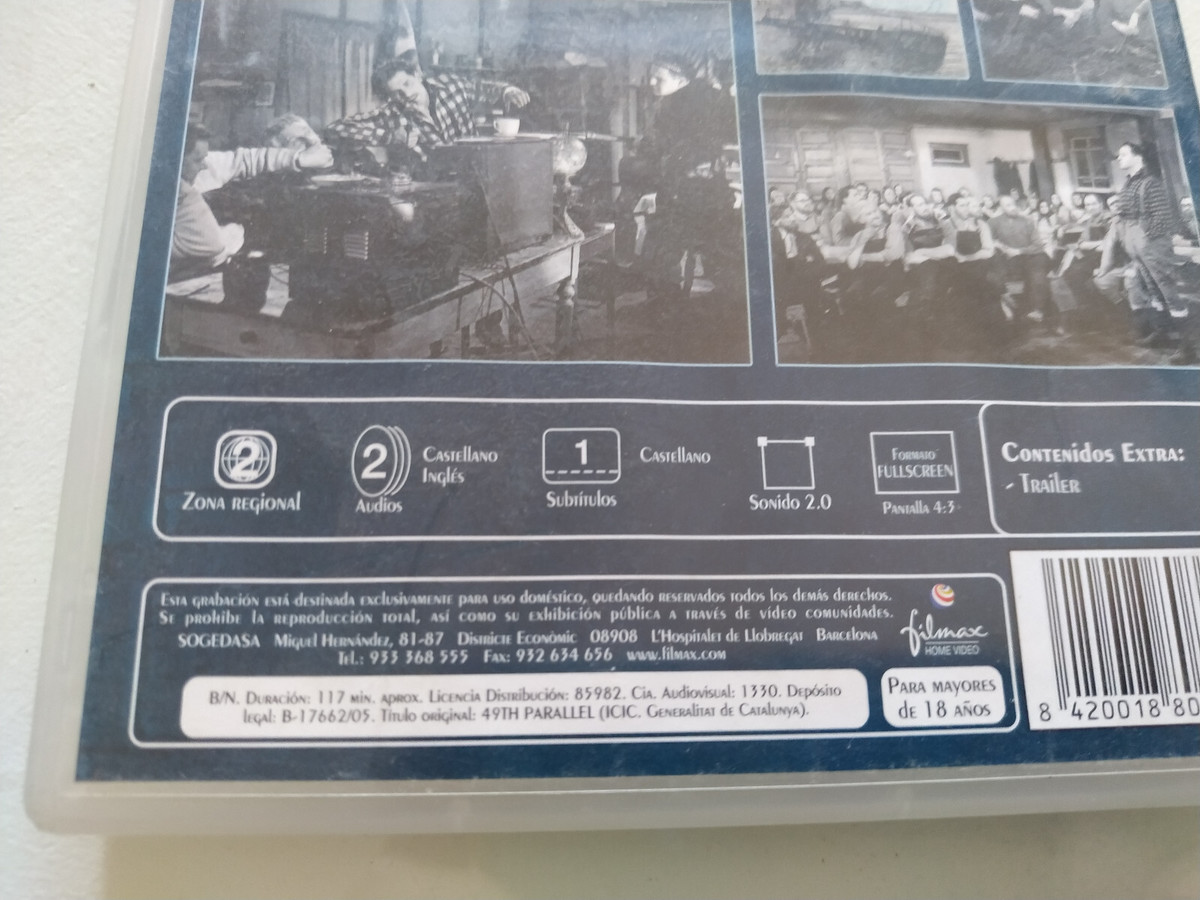 2
ZONA REGIONAL
2
CASTELLANO
INGLÉS
AUDIOS
1
CASTELLANO
SUBTÍTULOS
SONIDO 2.0
FORMATO
FULLSCREEN
PANTALLA 4:3
CONTENIDOS EXTRA:
- TRAILER
ESTA GRABACIÓN ESTÁ DESTINADA EXCLUSIVAMENTE PARA USO DOMÉSTICO, QUEDANDO RESERVADOS TODOS LOS DEMÁS DERECHOS.
SE PROHIBE LA REPRODUCCIÓN TOTAL, ASÍ COMO SU EXHIBICIÓN PÚBLICA A TRAVÉS DE VÍDEO COMUNIDADES.
SOGEDASA MIGUEL HERNÁNDEZ, 81-87 DISTRICTE ECONÒMIC 08908 L'HOSPITALET DE LLOBREGAT BARCELONA
TEL.: 933 368 555 FAX: 932 634 656 WWW.FILMAX.COM
filmax
HOME VIDEO
B/N. DURACIÓN: 117 MIN. APROX. LICENCIA DISTRIBUCIÓN: 85982. CIA. AUDIOVISUAL: 1330. DEPÓSITO
LEGAL: B-17662/05. TÍTULO ORIGINAL: 49TH PARALLEL (ICIC. GENERALITAT DE CATALUNYA).
PARA MAYORES
DE 18 AÑOS
8 420018 80